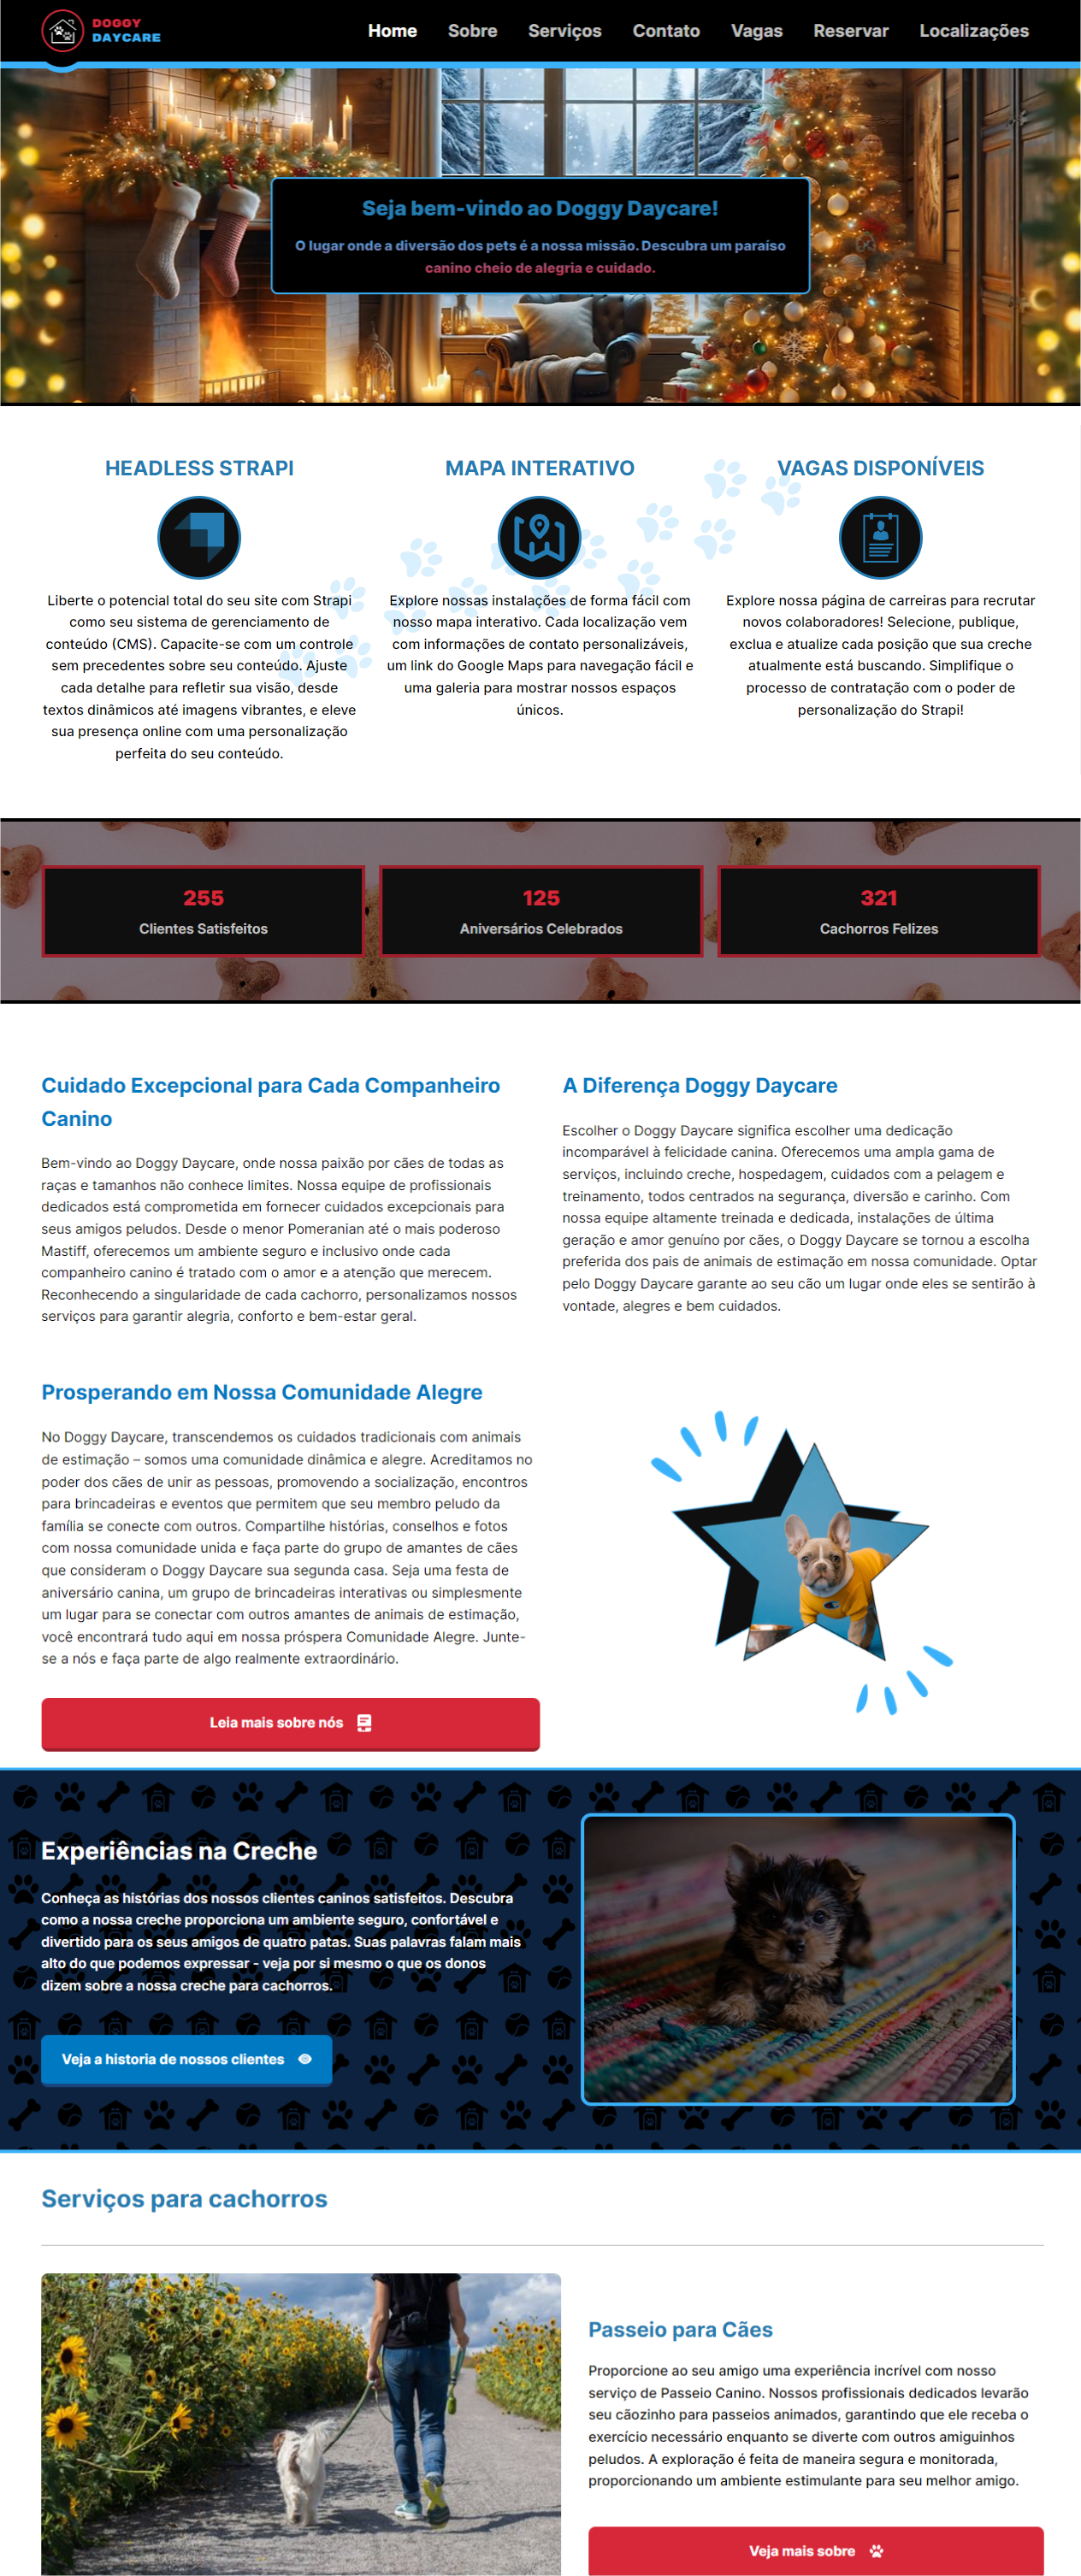 DOGGY
DAYCARE
Home
Sobre
Serviços
Contato
Vagas
Reservar
Localizações
Seja bem-vindo ao Doggy Daycare!
O lugar onde a diversão dos pets é a nossa missão. Descubra um paraíso
canino cheio de alegria e cuidado.
HEADLESS STRAPI
Liberte o potencial total do seu site com Strapi
como seu sistema de gerenciamento de
conteúdo (CMS). Capacite-se com um controle
sem precedentes sobre seu conteúdo. Ajuste
cada detalhe para refletir sua visão, desde
textos dinâmicos até imagens vibrantes, e eleve
sua presença online com uma personalização
perfeita do seu conteúdo.
MAPA INTERATIVO
Explore nossas instalações de forma fácil com
nosso mapa interativo. Cada localização vem
com informações de contato personalizáveis,
um link do Google Maps para navegação fácil e
uma galeria para mostrar nossos espaços
únicos.
VAGAS DISPONÍVEIS
Explore nossa página de carreiras para recrutar
novos colaboradores! Selecione, publique,
exclua e atualize cada posição que sua creche
atualmente está buscando. Simplifique o
processo de contratação com o poder de
personalização do Strapi!
255
Clientes Satisfeitos
125
Aniversários Celebrados
321
Cachorros Felizes
Cuidado Excepcional para Cada Companheiro
Canino
Bem-vindo ao Doggy Daycare, onde nossa paixão por cães de todas as
raças e tamanhos não conhece limites. Nossa equipe de profissionais
dedicados está comprometida em fornecer cuidados excepcionais para
seus amigos peludos. Desde o menor Pomeranian até o mais poderoso
Mastiff, oferecemos um ambiente seguro e inclusivo onde cada
companheiro canino é tratado com o amor e a atenção que merecem.
Reconhecendo a singularidade de cada cachorro, personalizamos nossos
serviços para garantir alegria, conforto e bem-estar geral.
A Diferença Doggy Daycare
Escolher o Doggy Daycare significa escolher uma dedicação
incomparável à felicidade canina. Oferecemos uma ampla gama de
serviços, incluindo creche, hospedagem, cuidados com a pelagem e
treinamento, todos centrados na segurança, diversão e carinho. Com
nossa equipe altamente treinada e dedicada, instalações de última
geração e amor genuíno por cães, o Doggy Daycare se tornou a escolha
preferida dos pais de animais de estimação em nossa comunidade. Optar
pelo Doggy Daycare garante ao seu cão um lugar onde eles se sentirão à
vontade, alegres e bem cuidados.
Prosperando em Nossa Comunidade Alegre
No Doggy Daycare, transcendemos os cuidados tradicionais com animais
de estimação – somos uma comunidade dinâmica e alegre. Acreditamos no
poder dos cães de unir as pessoas, promovendo a socialização, encontros
para brincadeiras e eventos que permitem que seu membro peludo da
família se conecte com outros. Compartilhe histórias, conselhos e fotos
com nossa comunidade unida e faça parte do grupo de amantes de cães
que consideram o Doggy Daycare sua segunda casa. Seja uma festa de
aniversário canina, um grupo de brincadeiras interativas ou simplesmente
um lugar para se conectar com outros amantes de animais de estimação,
você encontrará tudo aqui em nossa próspera Comunidade Alegre. Junte-
se a nós e faça parte de algo realmente extraordinário.
Leia mais sobre nós
Experiências na Creche
Conheça as histórias dos nossos clientes caninos satisfeitos. Descubra
como a nossa creche proporciona um ambiente seguro, confortável e
divertido para os seus amigos de quatro patas. Suas palavras falam mais
alto do que podemos expressar - veja por si mesmo o que os donos
dizem sobre a nossa creche para cachorros.
Veja a historia de nossos clientes
Serviços para cachorros
Passeio para Cães
Proporcione ao seu amigo uma experiência incrível com nosso
serviço de Passeio Canino. Nossos profissionais dedicados levarão
seu cãozinho para passeios animados, garantindo que ele receba o
exercício necessário enquanto se diverte com outros amiguinhos
peludos. A exploração é feita de maneira segura e monitorada,
proporcionando um ambiente estimulante para seu melhor amigo.
Veja mais sobre